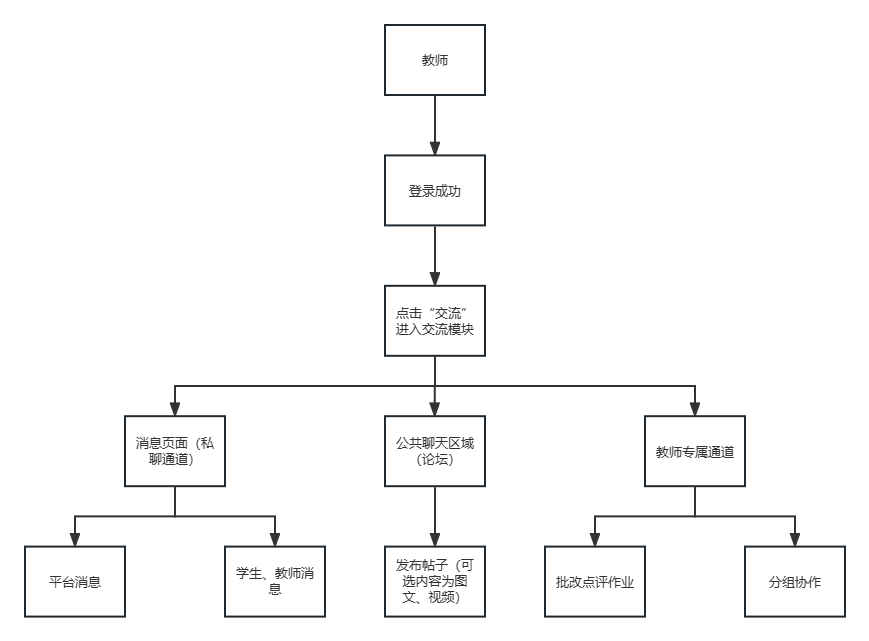 教师
登录成功
点击“交流”
进入交流模块
消息页面（私
聊通道）
公共聊天区域
（论坛）
教师专属通道
平台消息
学生、教师消
息
发布帖子（可
选内容为图
文、视频）
批改点评作业
分组协作